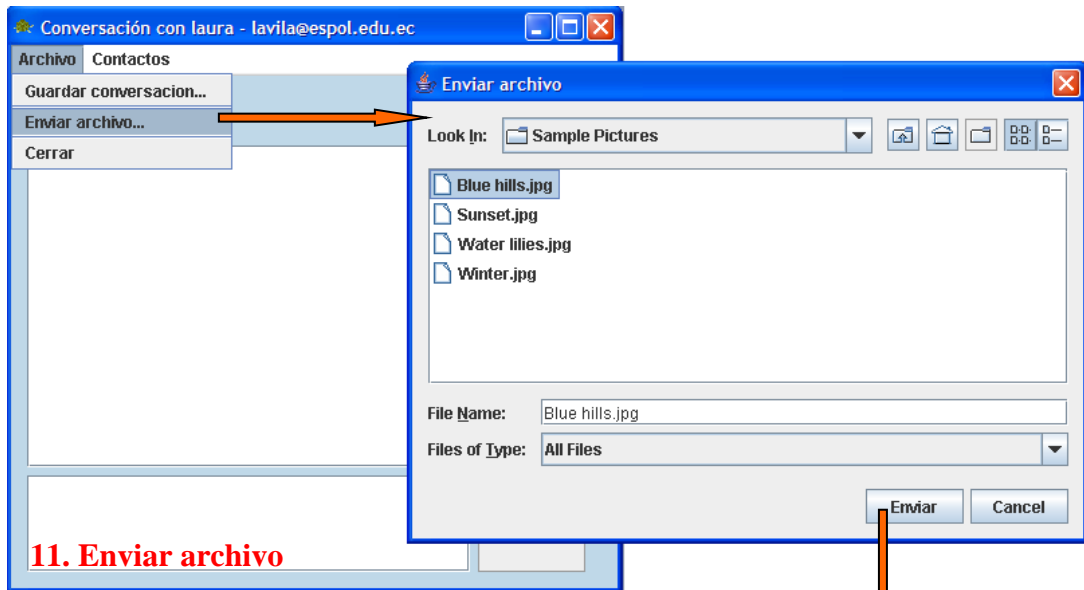 Conversación con laura - lavila@espol.edu.ec
Archivo Contactos
Guardar conversacion...
Enviar archivo...
Cerrar
Enviar archivo
Look In: Sample Pictures
Blue hills.jpg
Sunset.jpg
Water lilies.jpg
Winter.jpg
File Name: Blue hills.jpg
Files of Type: All Files
Enviar Cancel
11. Enviar archivo